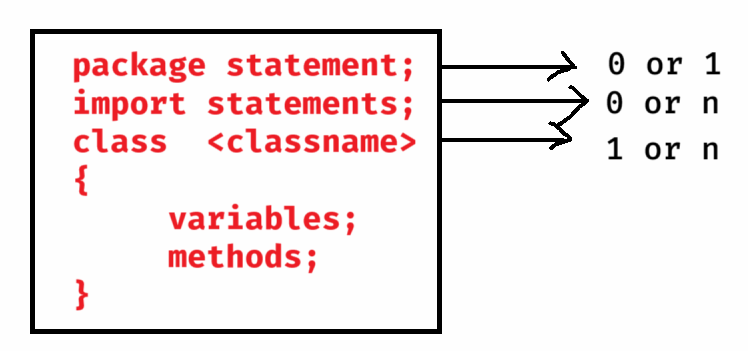 package statement; 0 or 1
import statements; 0 or n
class <classname> 1 or n
{
variables;
methods;
}